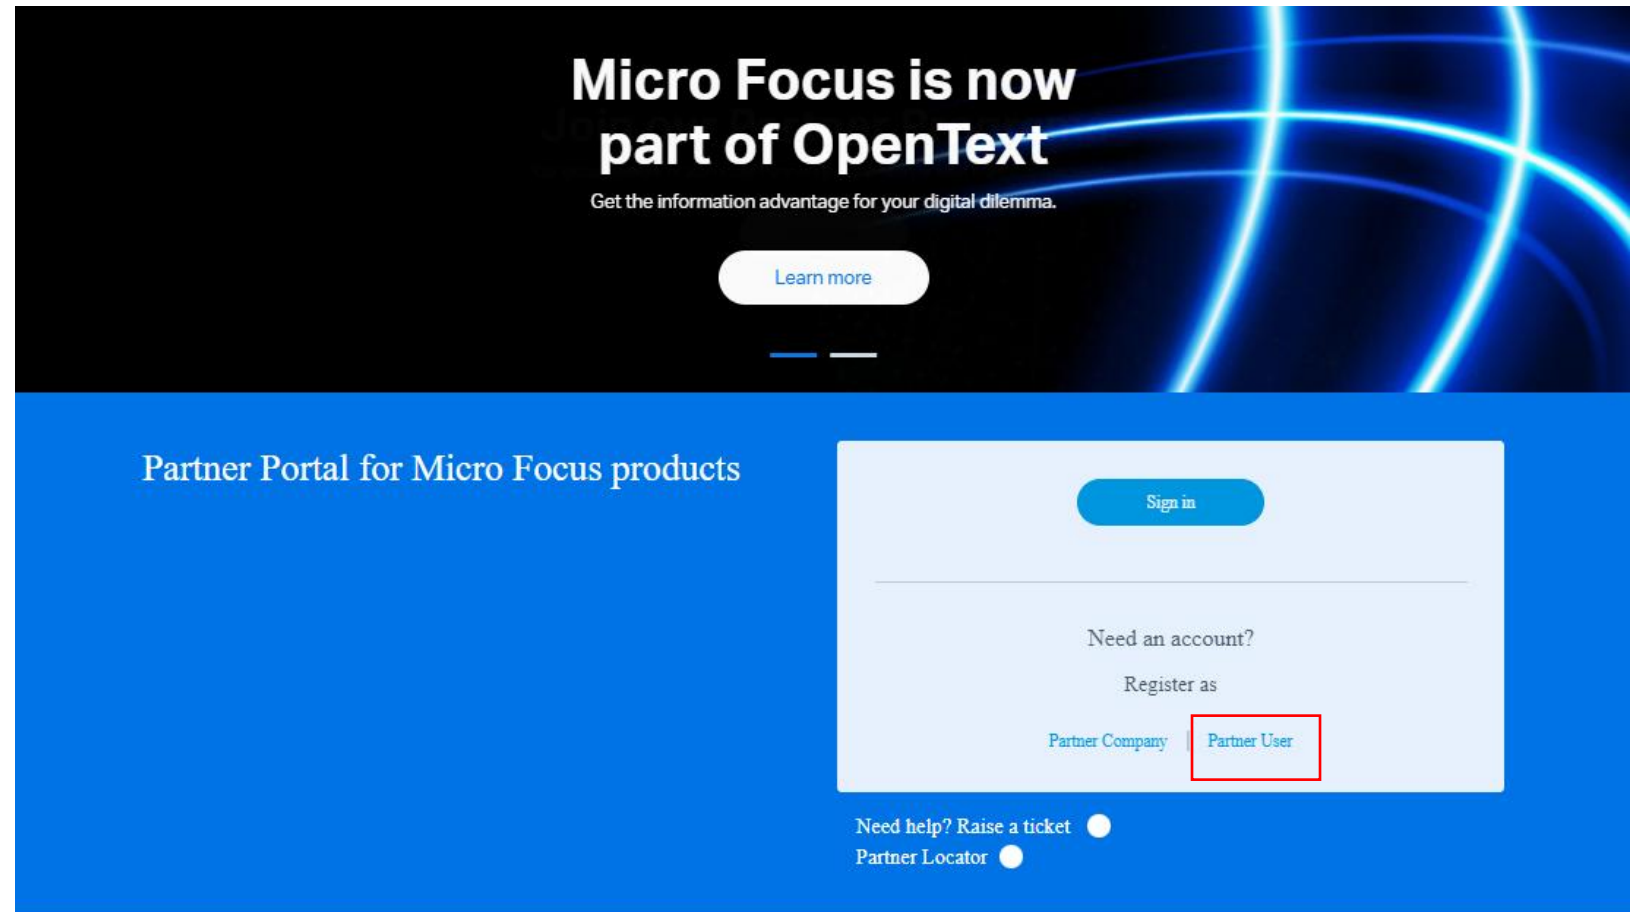 Micro Focus is now
part of OpenText
Get the information advantage for your digital dilemma.
Learn more
Partner Portal for Micro Focus products
Sign in
Need an account?
Register as
Partner Company | Partner User
Need help? Raise a ticket
Partner Locator